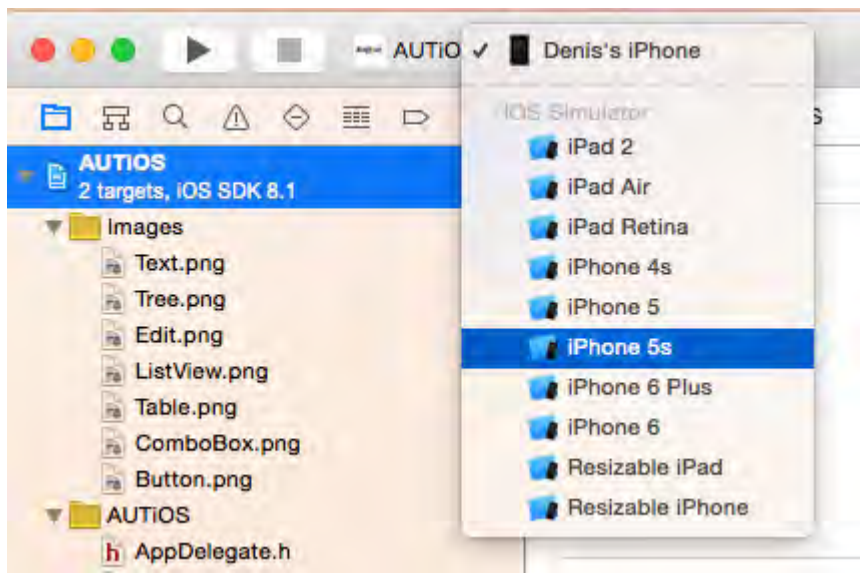 AUTiO
Denis's iPhone
iOS Simulator
S
iPad 2
iPad Air
iPad Retina
iPhone 4s
iPhone 5
iPhone 5s
iPhone 6 Plus
iPhone 6
Resizable iPad
Resizable iPhone
AUTiOS
2 targets, iOS SDK 8.1
Images
Text.png
Tree.png
Edit.png
ListView.png
Table.png
ComboBox.png
Button.png
AUTiOS
h AppDelegate.h